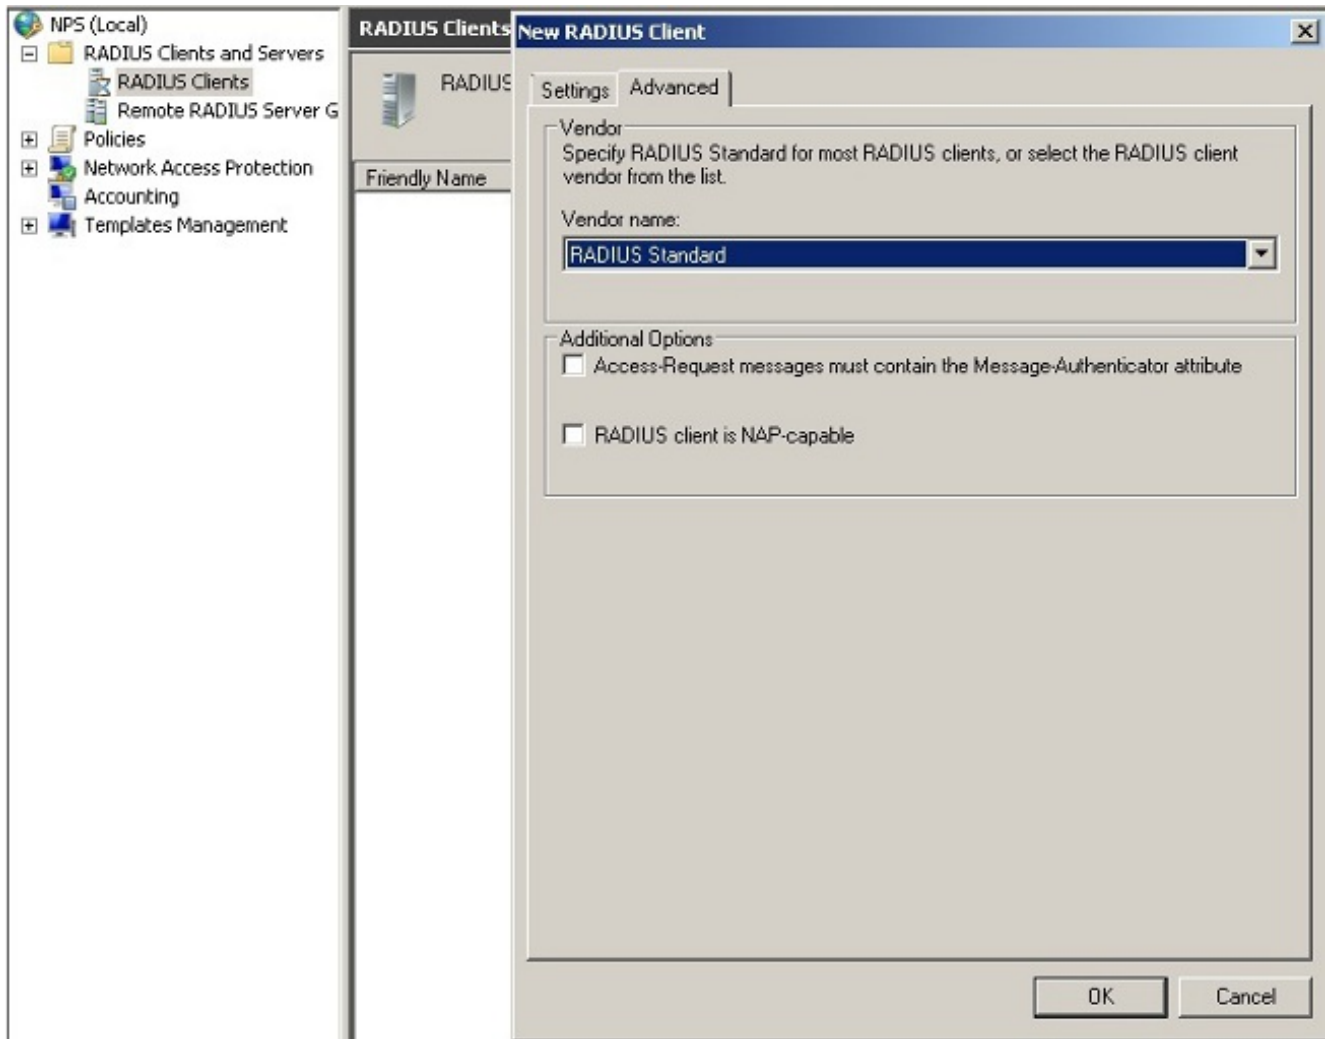 NPS (Local)
RADIUS Clients and Servers
RADIUS Clients
Remote RADIUS Server G
Policies
Network Access Protection
Accounting
Templates Management
RADIUS Clients
RADIUS
Friendly Name
New RADIUS Client
Settings
Advanced
Vendor
Specify RADIUS Standard for most RADIUS clients, or select the RADIUS client
vendor from the list.
Vendor name:
RADIUS Standard
Additional Options
Access-Request messages must contain the Message-Authenticator attribute
RADIUS client is NAP-capable
OK
Cancel